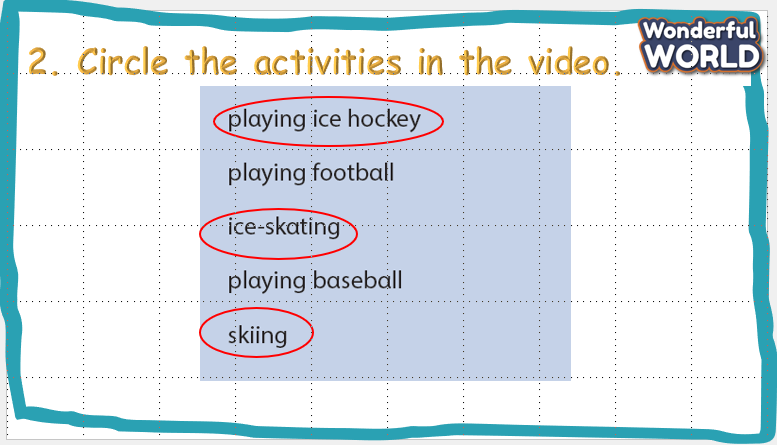 Wonderful
WORLD
2. Circle the activities in the video.
playing ice hockey
playing football
ice-skating
playing baseball
skiing